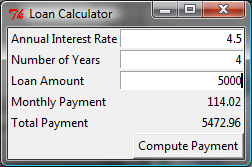 Loan Calculator
Annual Interest Rate 4.5
Number of Years 4
Loan Amount 5000
Monthly Payment 114.02
Total Payment 5472.96
Compute Payment